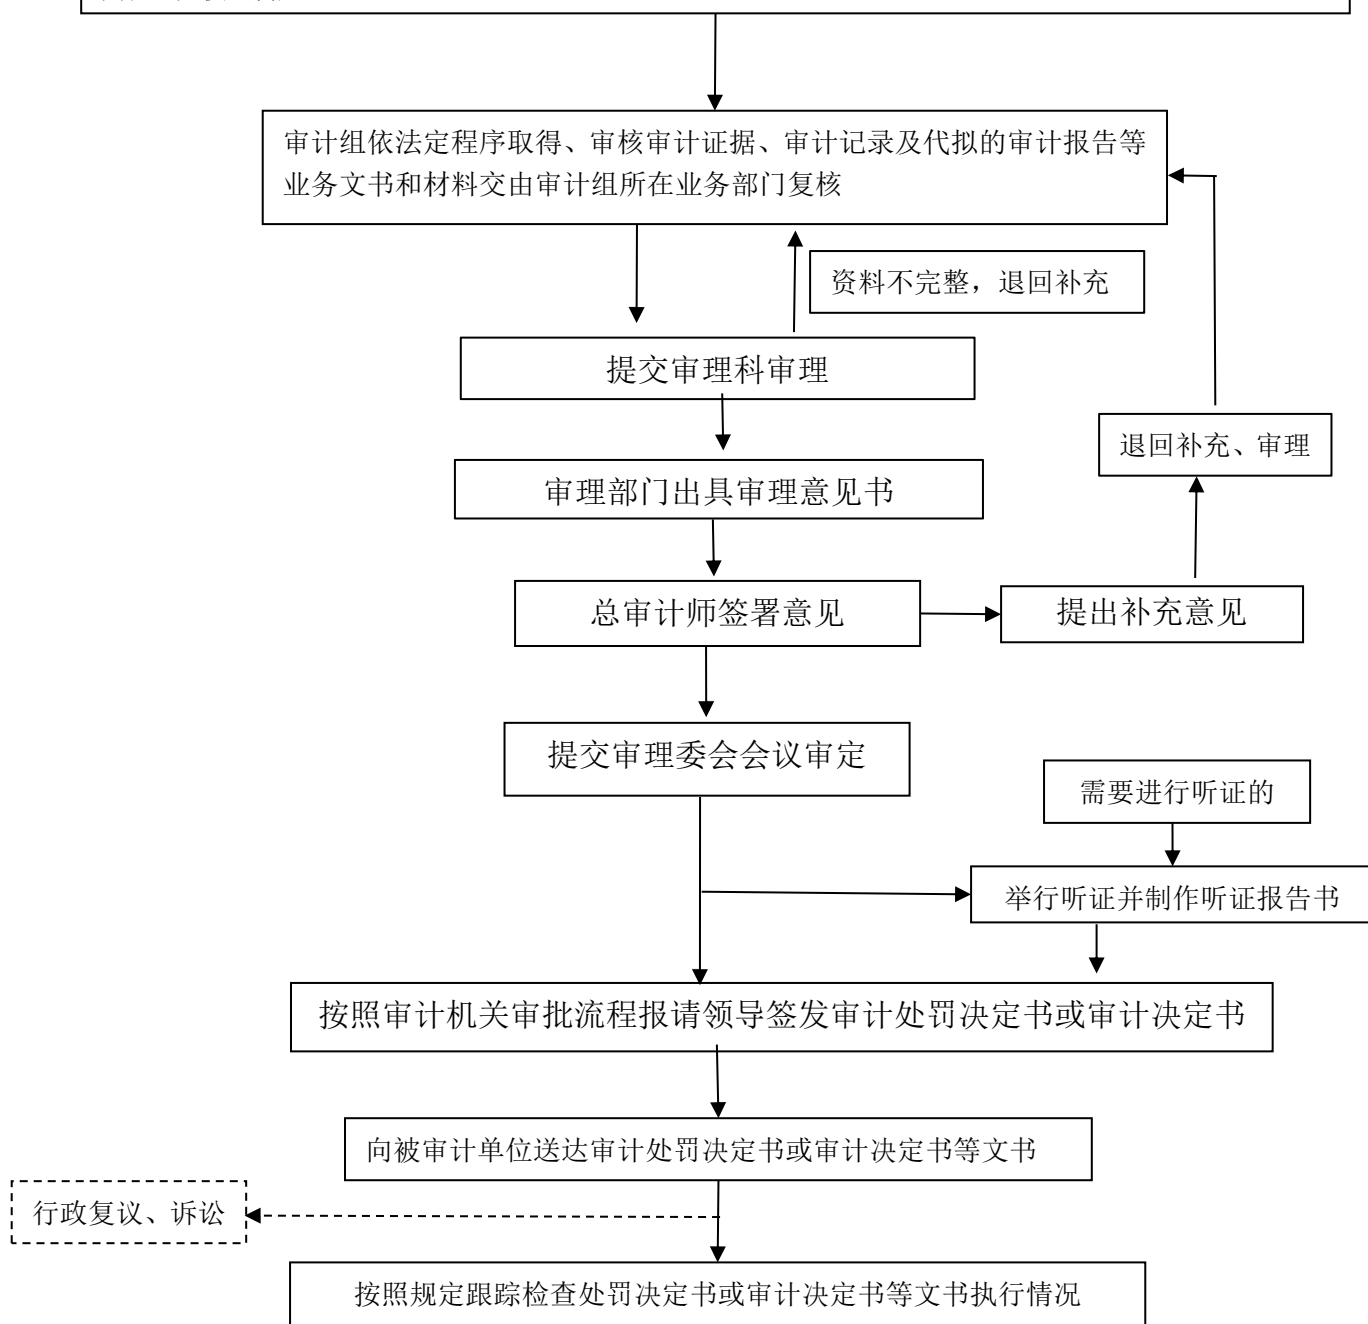 审计组依法定程序取得、审核审计证据、审计记录及代拟的审计报告等
业务文书和材料交由审计组所在业务部门复核
资料不完整，退回补充
提交审理科审理
退回补充、审理
审理部门出具审理意见书
总审计师签署意见
提出补充意见
提交审理委会会议审定
需要进行听证的
举行听证并制作听证报告书
按照审计机关审批流程报请领导签发审计处罚决定书或审计决定书
向被审计单位送达审计处罚决定书或审计决定书等文书
行政复议、诉讼
按照规定跟踪检查处罚决定书或审计决定书等文书执行情况